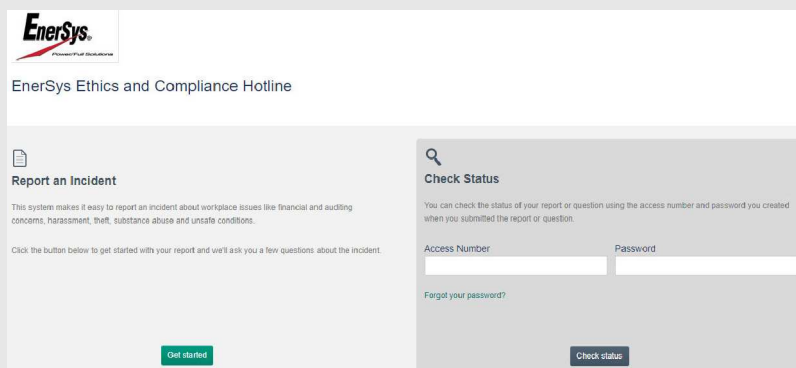 EnerSys®
Power/Full Solutions
EnerSys Ethics and Compliance Hotline
Report an Incident
This system makes it easy to report an incident about workplace issues like financial and auditing
concerns, harassment, theft, substance abuse and unsafe conditions.
Click the button below to get started with your report and we'll ask you a few questions about the incident.
Get started
Check Status
You can check the status of your report or question using the access number and password you created
when you submitted the report or question.
Access Number
Password
Forgot your password?
Check status